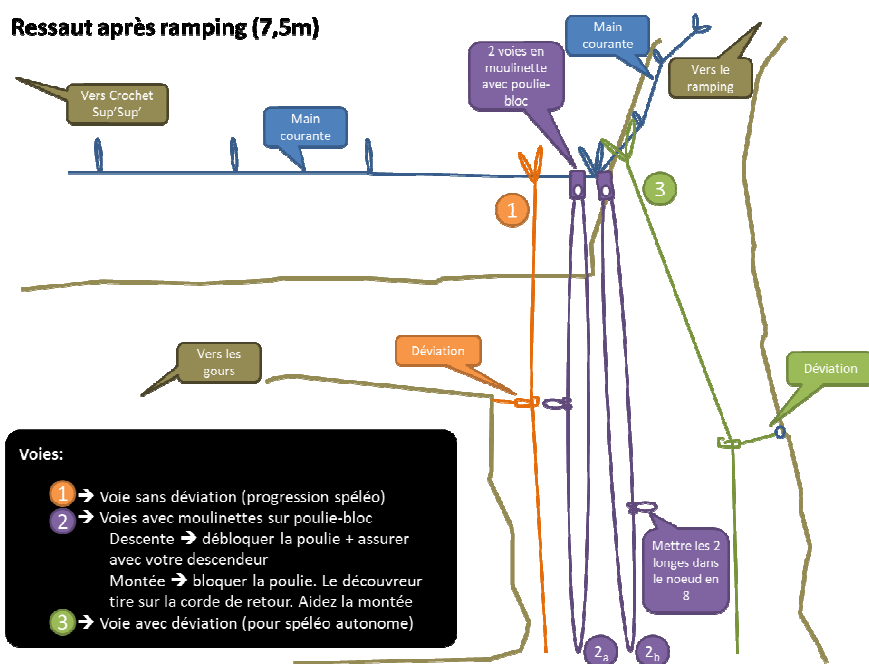 Ressaut après ramping (7,5m)
Main
courante
2 voies en
moulinette
avec poulie-
bloc
Vers le
ramping
Vers Crochet
Sup'Sup'
Main
courante
1
3
Déviation
Vers les
gours
Déviation
Voies:
1 → Voie sans déviation (progression spéléo)
2 → Voies avec moulinettes sur poulie-bloc
Descente → débloquer la poulie + assurer
avec votre descendeur
Montée → bloquer la poulie. Le découvreur
tire sur la corde de retour. Aidez la montée
3 → Voie avec déviation (pour spéléo autonome)
Mettre les 2
longes dans
le noeud en
8
2a
2b